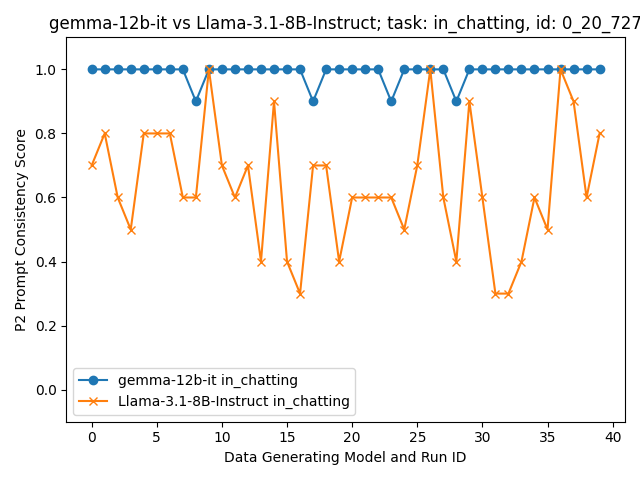 gemma-12b-it vs Llama-3.1-8B-Instruct; task: in_chatting, id: 0_20_727
P2 Prompt Consistency Score
1.0
0.8
0.6
0.4
0.2
0.0
gemma-12b-it in_chatting
Llama-3.1-8B-Instruct in_chatting
0 5 10 15 20 25 30 35 40
Data Generating Model and Run ID